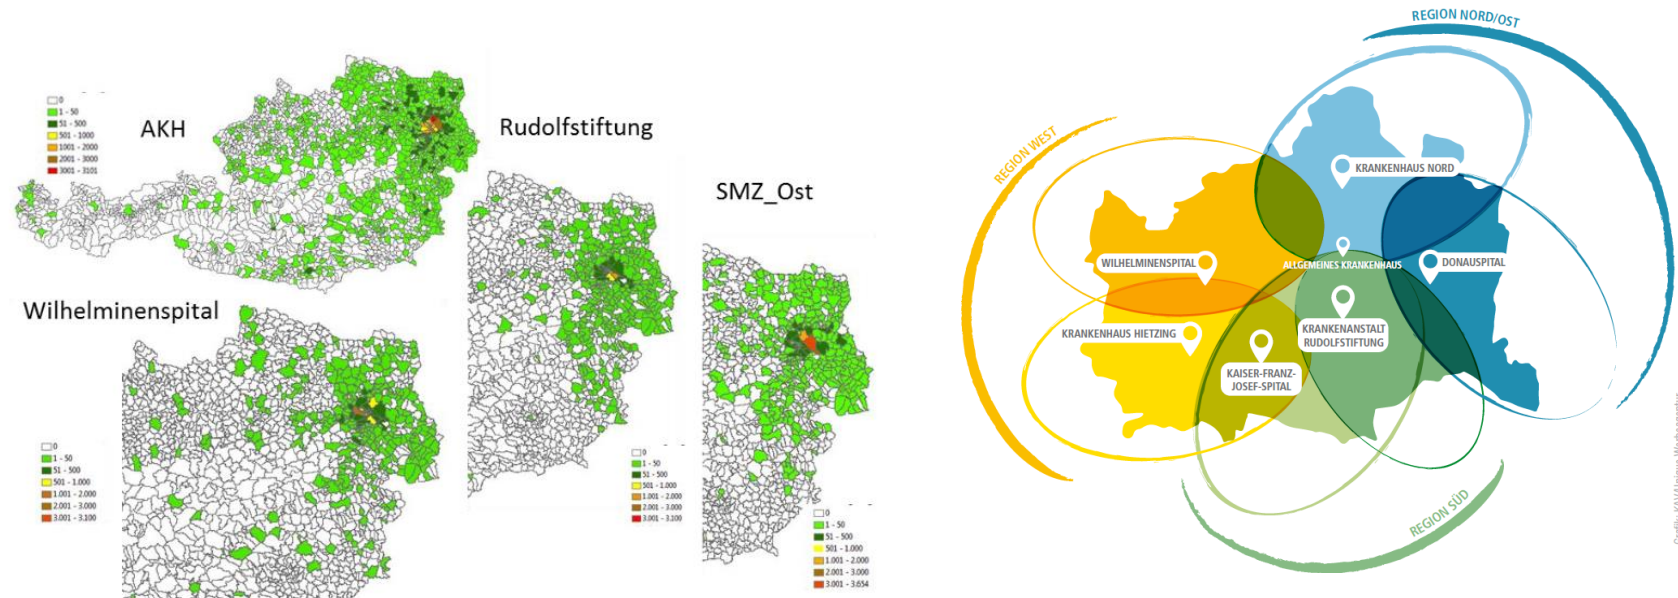 AKH
0
1 - 50
51 - 500
501 - 1000
1001 - 2000
2001 - 3000
3001 - 3101
Rudolfstiftung
0
1 - 50
51 - 500
501 - 1.000
1.001 - 2.000
2.001 - 3.000
3.001 - 3.100
SMZ_Ost
0
1 - 50
51 - 500
501 - 1.000
1.001 - 2.000
2.001 - 3.000
3.001 - 3.654
Wilhelminenspital
0
1 - 50
51 - 500
501 - 1.000
1.001 - 2.000
2.001 - 3.000
3.001 - 3.100
REGION NORD/OST
REGION WEST
KRANKENHAUS NORD
WILHELMINENSPITAL
ALLGEMEINES KRANKENHAUS
DONAUSPITAL
KRANKENHAUS HIETZING
KRANKENANSTALT
RUDOLFSTIFTUNG
KAISER-FRANZ-
JOSEF-SPITAL
REGION SÜD